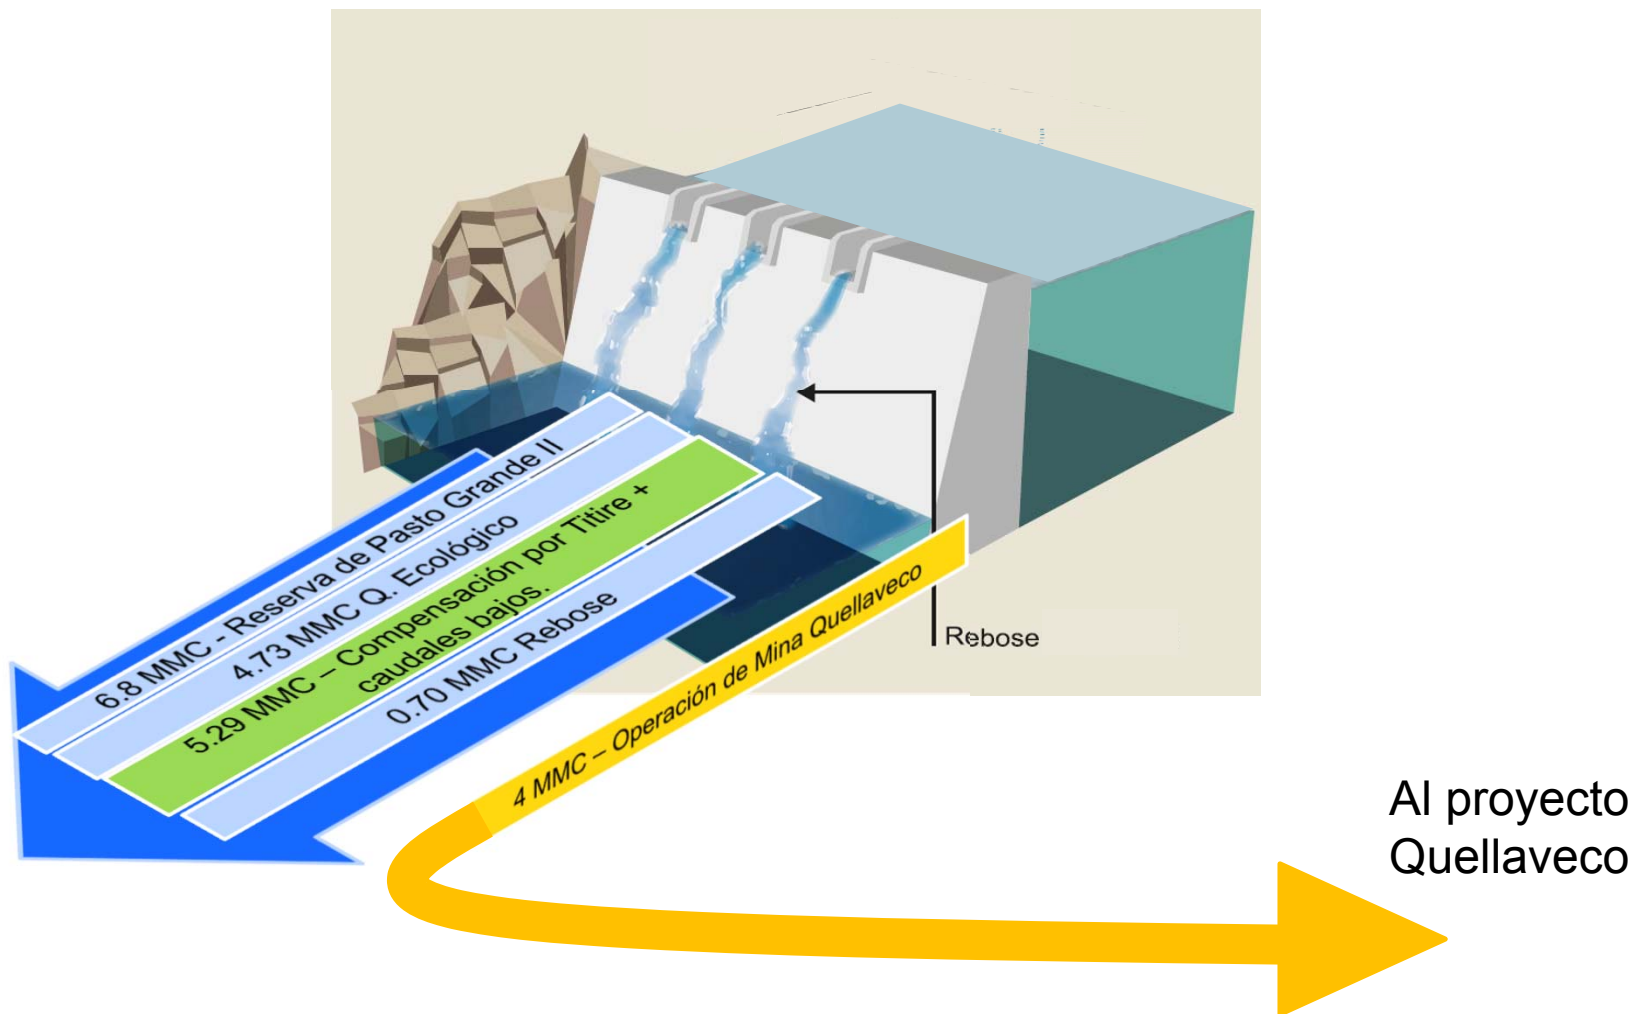 6.8 MMC - Reserva de Pasto Grande II
4.73 MMC Q. Ecológico
5.29 MMC – Compensación por Titire +
caudales bajos.
0.70 MMC Rebose
4 MMC – Operación de Mina Quellaveco
Rebose
Al proyecto
Quellaveco